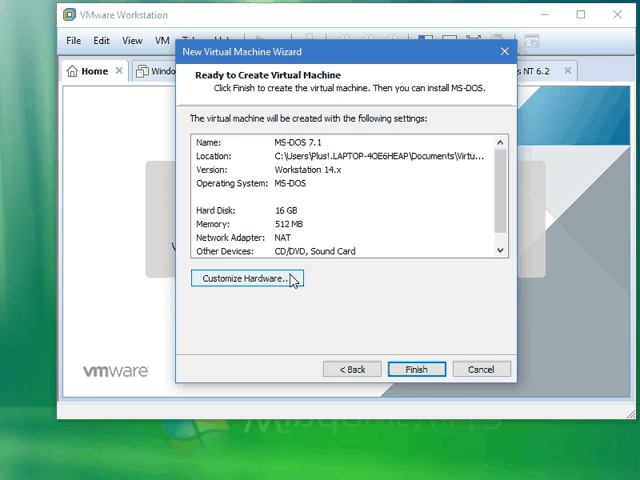 VMware Workstation
File Edit View VM
Home
Windo
s NT 6.2
New Virtual Machine Wizard
Ready to Create Virtual Machine
Click Finish to create the virtual machine. Then you can install MS-DOS.
The virtual machine will be created with the following settings:
Name: MS-DOS 7.1
Location: C:\Users\Plus!.LAPTOP-4OE6HEAP\Documents\Virtu...
Version: Workstation 14.x
Operating System: MS-DOS
Hard Disk: 16 GB
Memory: 512 MB
Network Adapter: NAT
Other Devices: CD/DVD, Sound Card
Customize Hardware...
< Back Finish Cancel
vmware